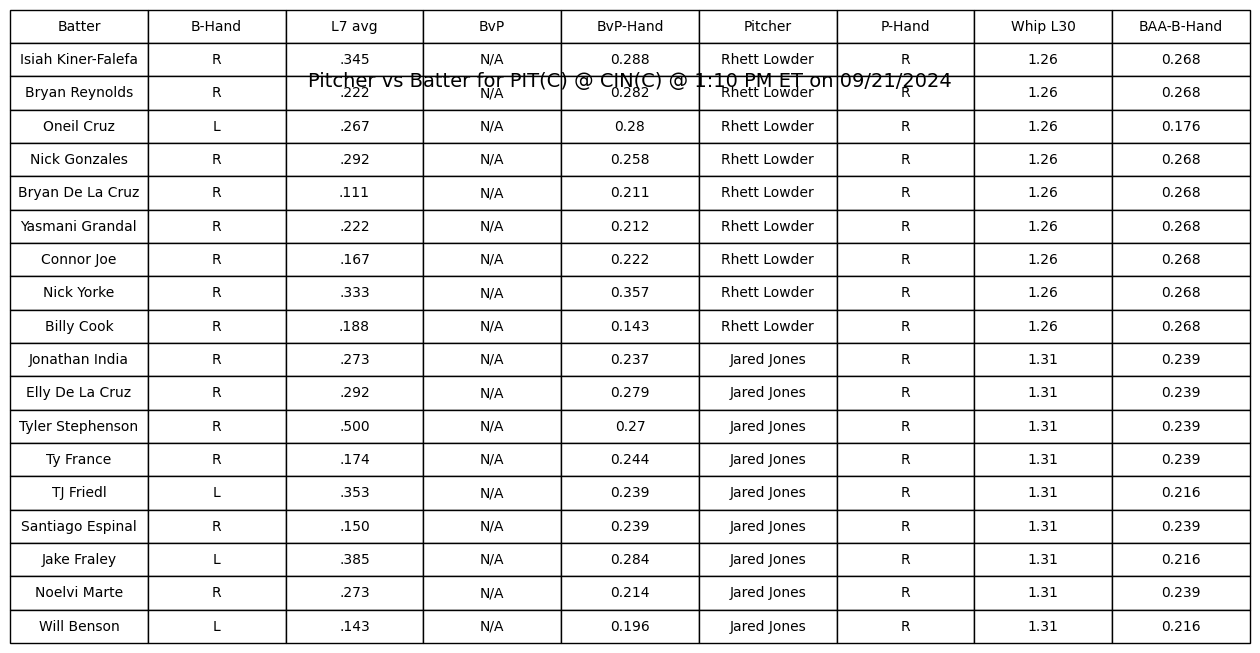 Batter B-Hand L7 avg BvP BvP-Hand Pitcher P-Hand Whip L30 BAA-B-Hand
Isiah Kiner-Falefa R .345 N/A 0.288 Rhett Lowder R 1.26 0.268
Pitcher vs Batter for PIT(C) @ CIN(C) @ 1:10 PM ET on 09/21/2024
Bryan Reynolds R .222 N/A 0.282 Rhett Lowder R 1.26 0.268
Oneil Cruz L .267 N/A 0.28 Rhett Lowder R 1.26 0.176
Nick Gonzales R .292 N/A 0.258 Rhett Lowder R 1.26 0.268
Bryan De La Cruz R .111 N/A 0.211 Rhett Lowder R 1.26 0.268
Yasmani Grandal R .222 N/A 0.212 Rhett Lowder R 1.26 0.268
Connor Joe R .167 N/A 0.222 Rhett Lowder R 1.26 0.268
Nick Yorke R .333 N/A 0.357 Rhett Lowder R 1.26 0.268
Billy Cook R .188 N/A 0.143 Rhett Lowder R 1.26 0.268
Jonathan India R .273 N/A 0.237 Jared Jones R 1.31 0.239
Elly De La Cruz R .292 N/A 0.279 Jared Jones R 1.31 0.239
Tyler Stephenson R .500 N/A 0.27 Jared Jones R 1.31 0.239
Ty France R .174 N/A 0.244 Jared Jones R 1.31 0.239
TJ Friedl L .353 N/A 0.239 Jared Jones R 1.31 0.216
Santiago Espinal R .150 N/A 0.239 Jared Jones R 1.31 0.239
Jake Fraley L .385 N/A 0.284 Jared Jones R 1.31 0.216
Noelvi Marte R .273 N/A 0.214 Jared Jones R 1.31 0.239
Will Benson L .143 N/A 0.196 Jared Jones R 1.31 0.216